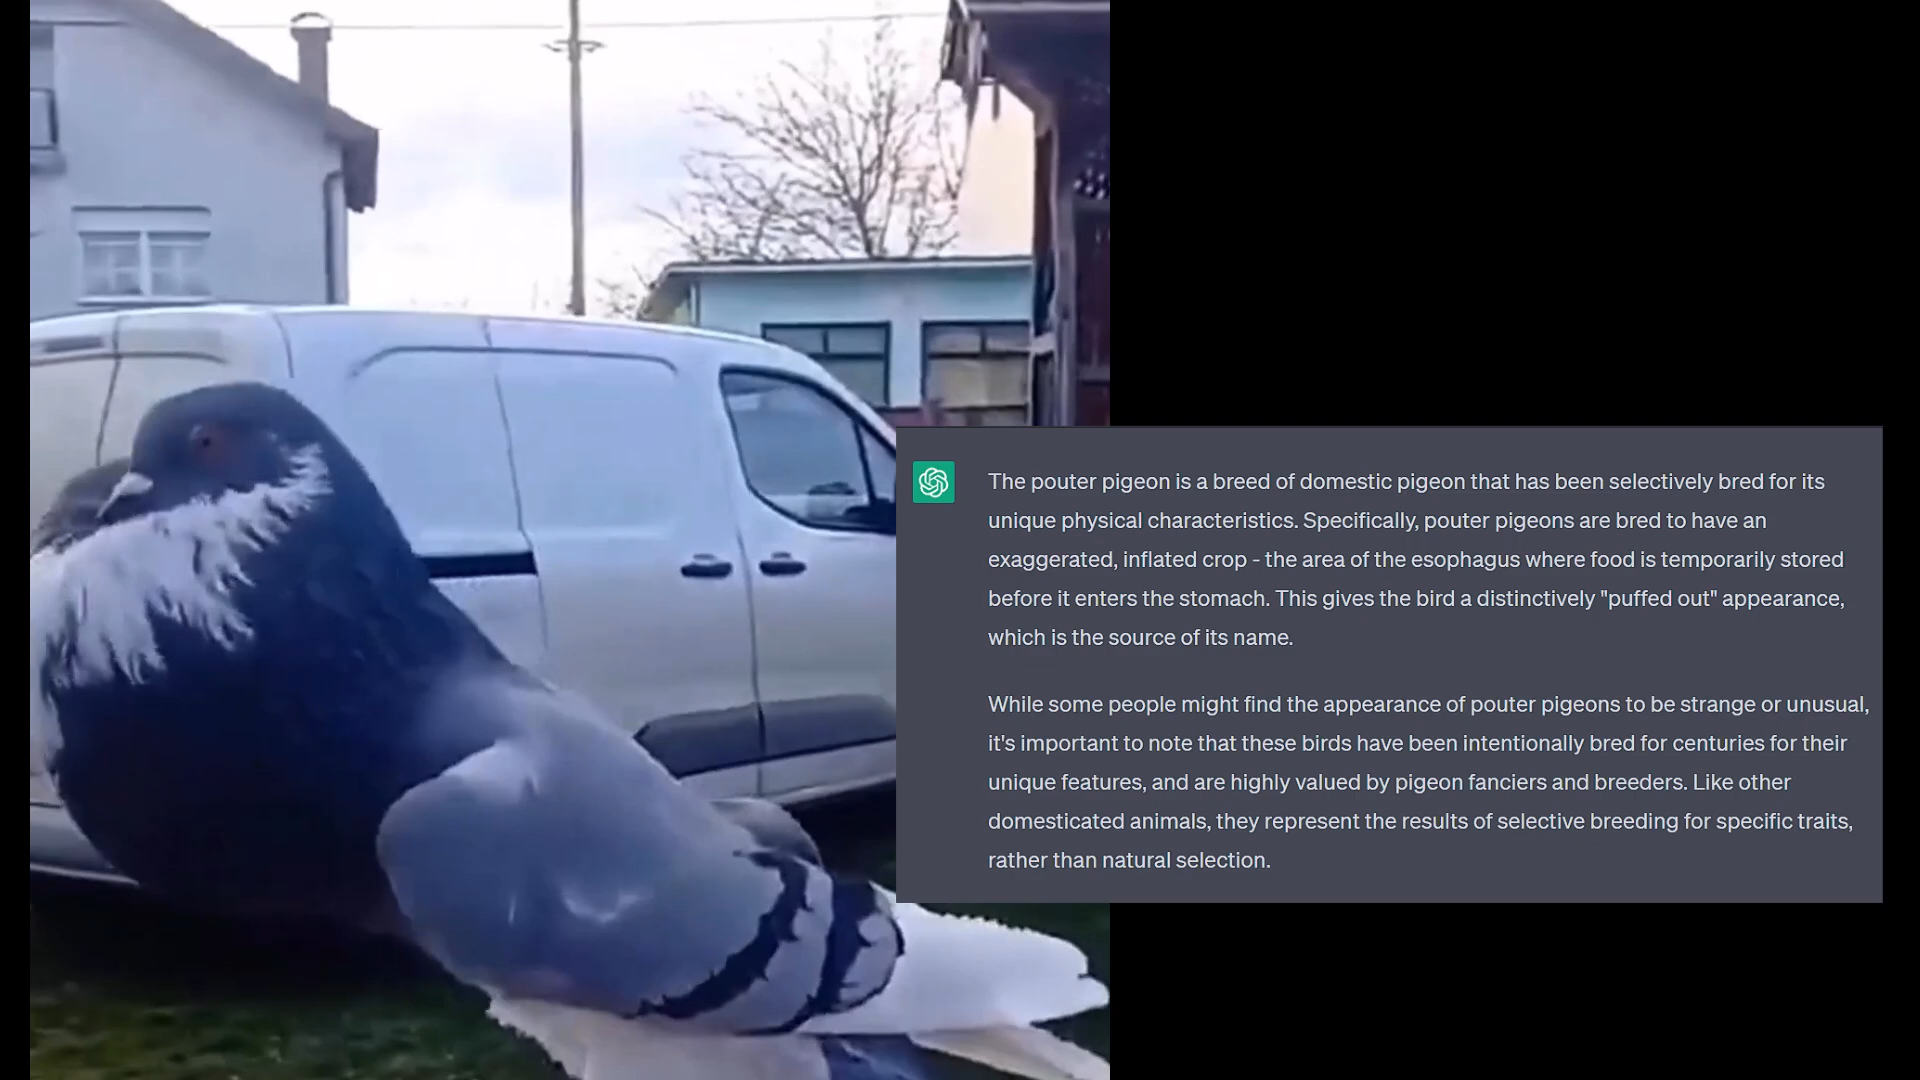 The pouter pigeon is a breed of domestic pigeon that has been selectively bred for its
unique physical characteristics. Specifically, pouter pigeons are bred to have an
exaggerated, inflated crop - the area of the esophagus where food is temporarily stored
before it enters the stomach. This gives the bird a distinctively "puffed out" appearance,
which is the source of its name.
While some people might find the appearance of pouter pigeons to be strange or unusual,
it's important to note that these birds have been intentionally bred for centuries for their
unique features, and are highly valued by pigeon fanciers and breeders. Like other
domesticated animals, they represent the results of selective breeding for specific traits,
rather than natural selection.